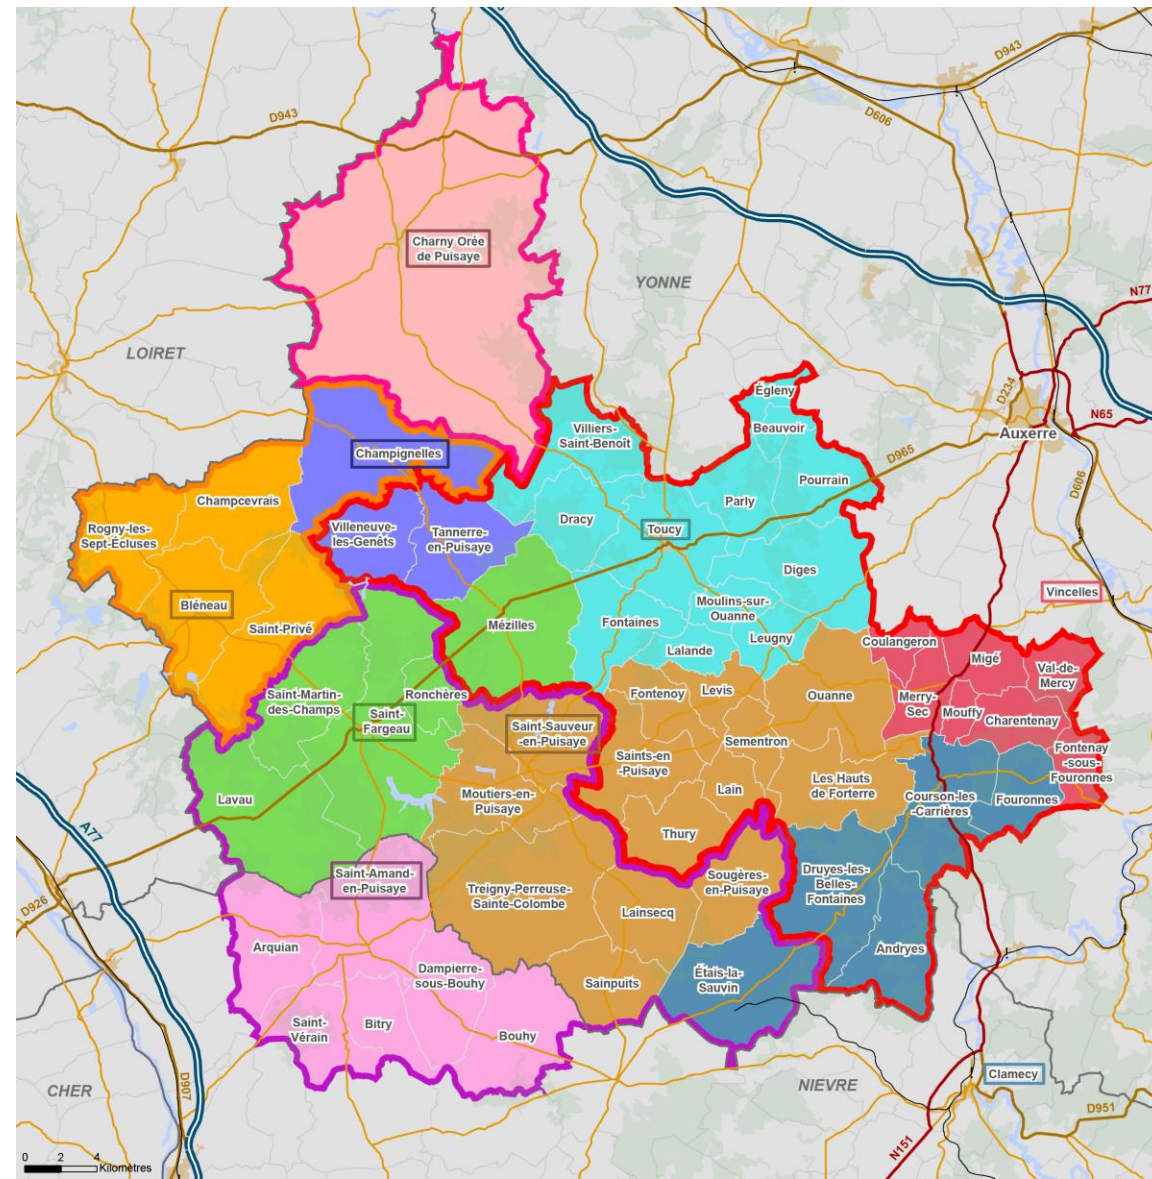 D943
D943
D606
Charny Orée
de Puisaye
YONNE
N77
LOIRET
D234
Égleny
N65
Villiers-
Saint-Benoît
Beauvoir
Auxerre
Champignelles
D965
D606
Pourrain
Champcevrais
Parly
Rogny-les-
Sept-Écluses
Villeneuve-
les-Genêts
Tannerre-
en-Puisaye
Dracy
Toucy
Diges
Bléneau
Vincelles
Saint-Privé
Mézilles
Fontaines
Moulins-sur-
Ouanne
Leugny
Lalande
Coulangeron
Migé
Val-de-
Mercy
Saint-Martin-
des-Champs
Ronchères
Fontenoy
Levis
Ouanne
Merry-
Sec
Mouffy
Charentenay
Saint-
Fargeau
Saint-Sauveur
-en-Puisaye
Sementron
Saints-en
-Puisaye
Fontenay
-sous-
Fouronnes
Lavau
Moutiers-en-
Puisaye
Lain
Les Hauts
de Forterre
Courson-les
-Carrières
Fouronnes
A77
Thury
Saint-Amand-
en-Puisaye
Treigny-Perreuse-
Sainte-Colombe
Sougères-
en-Puisaye
Druyes-les-
Belles-
Fontaines
D926
Lainsecq
Arquian
Andryes
Dampierre-
sous-Bouhy
Étais-la-
Sauvin
Sainpuits
Saint-
Vérain
Bitry
Bouhy
D907
CHER
NIEVRE
Clamecy
D951
N151
0 2 4
Kilomètres